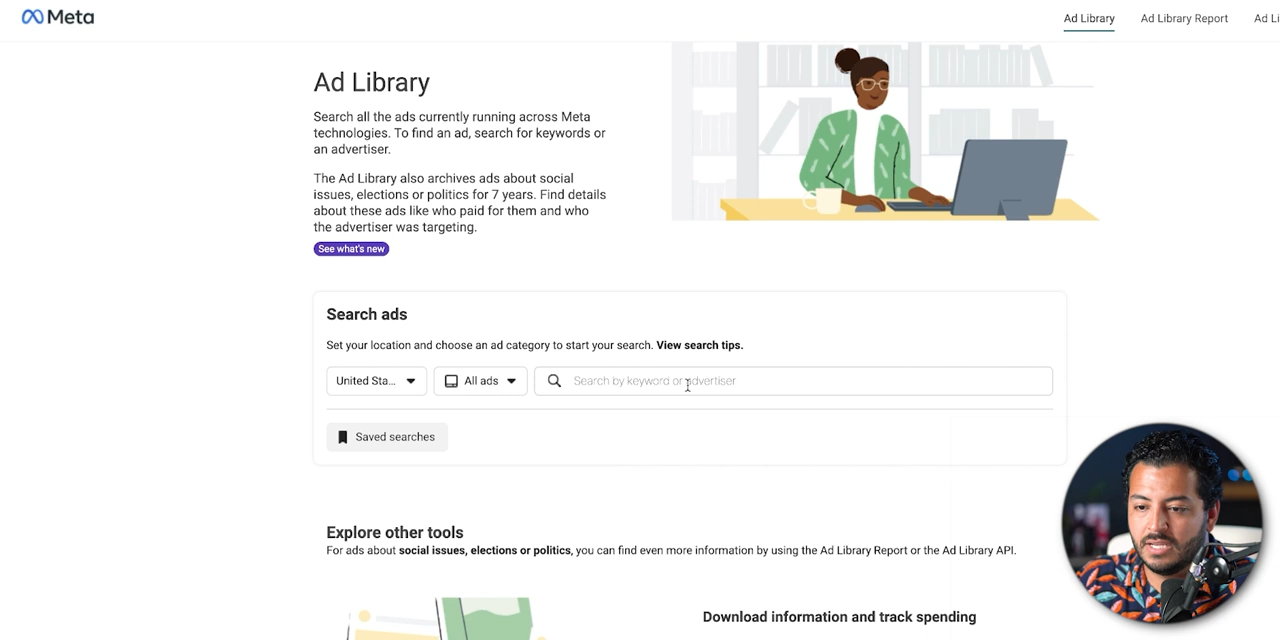 Meta
Ad Library
Ad Library Report
Ad Li
Ad Library
Search all the ads currently running across Meta
technologies. To find an ad, search for keywords or
an advertiser.
The Ad Library also archives ads about social
issues, elections or politics for 7 years. Find details
about these ads like who paid for them and who
the advertiser was targeting.
See what's new
Search ads
Set your location and choose an ad category to start your search. View search tips.
United Sta...
All ads
Search by keyword or advertiser
Saved searches
Explore other tools
For ads about social issues, elections or politics, you can find even more information by using the Ad Library Report or the Ad Library API.
Download information and track spending